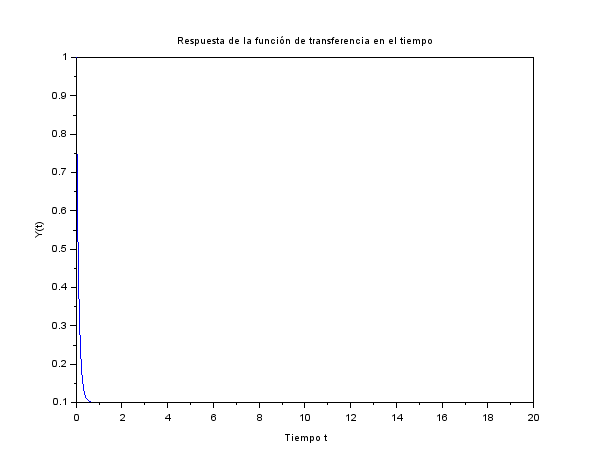 Respuesta de la función de transferencia en el tiempo
1
0.9
0.8
0.7
0.6
Y(t)
0.5
0.4
0.3
0.2
0.1
0 2 4 6 8 10 12 14 16 18 20
Tiempo t